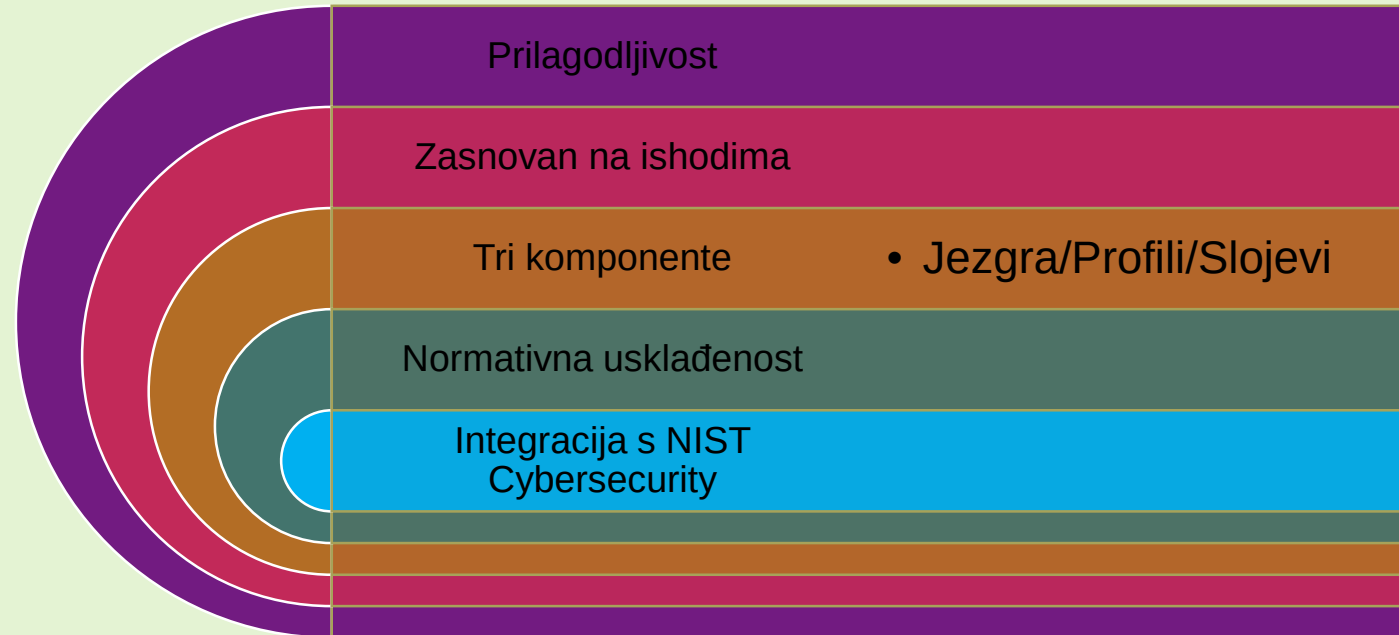 Prilagodljivost
Zasnovan na ishodima
Tri komponente
• Jezgra/Profili/Slojevi
Normativna usklađenost
Integracija s NIST
Cybersecurity